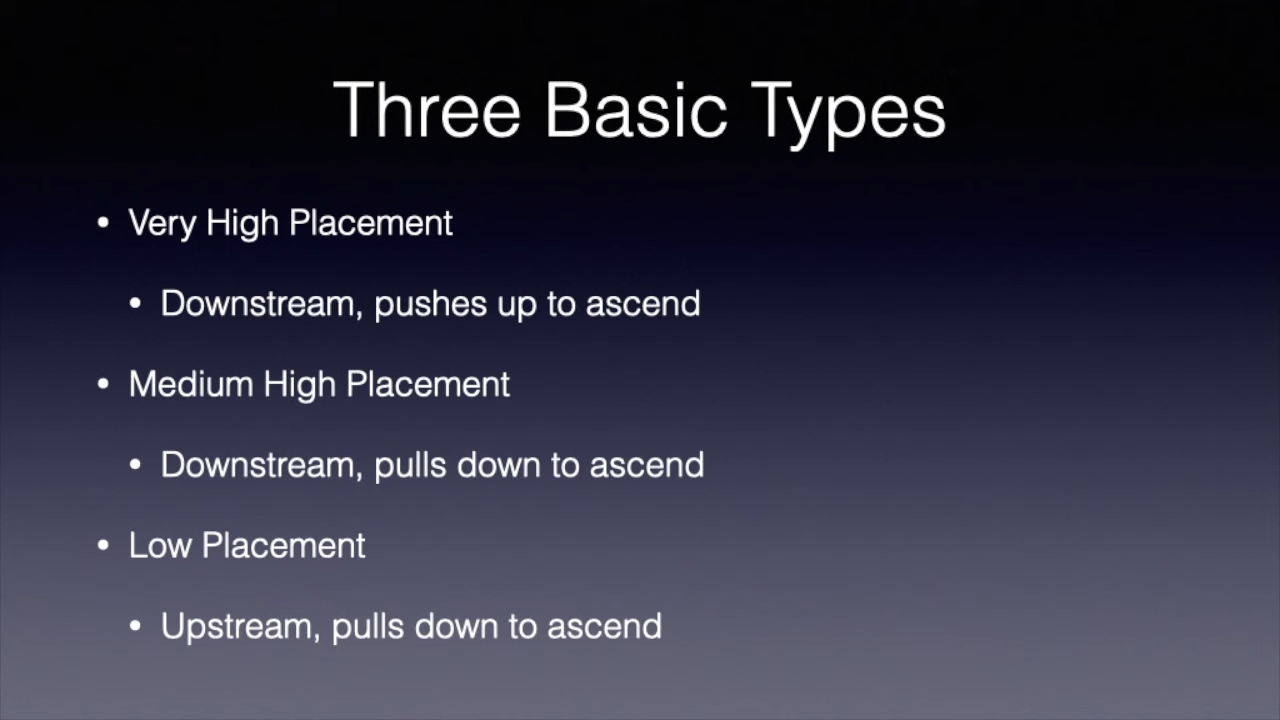 Three Basic Types
• Very High Placement
• Downstream, pushes up to ascend
• Medium High Placement
• Downstream, pulls down to ascend
• Low Placement
• Upstream, pulls down to ascend